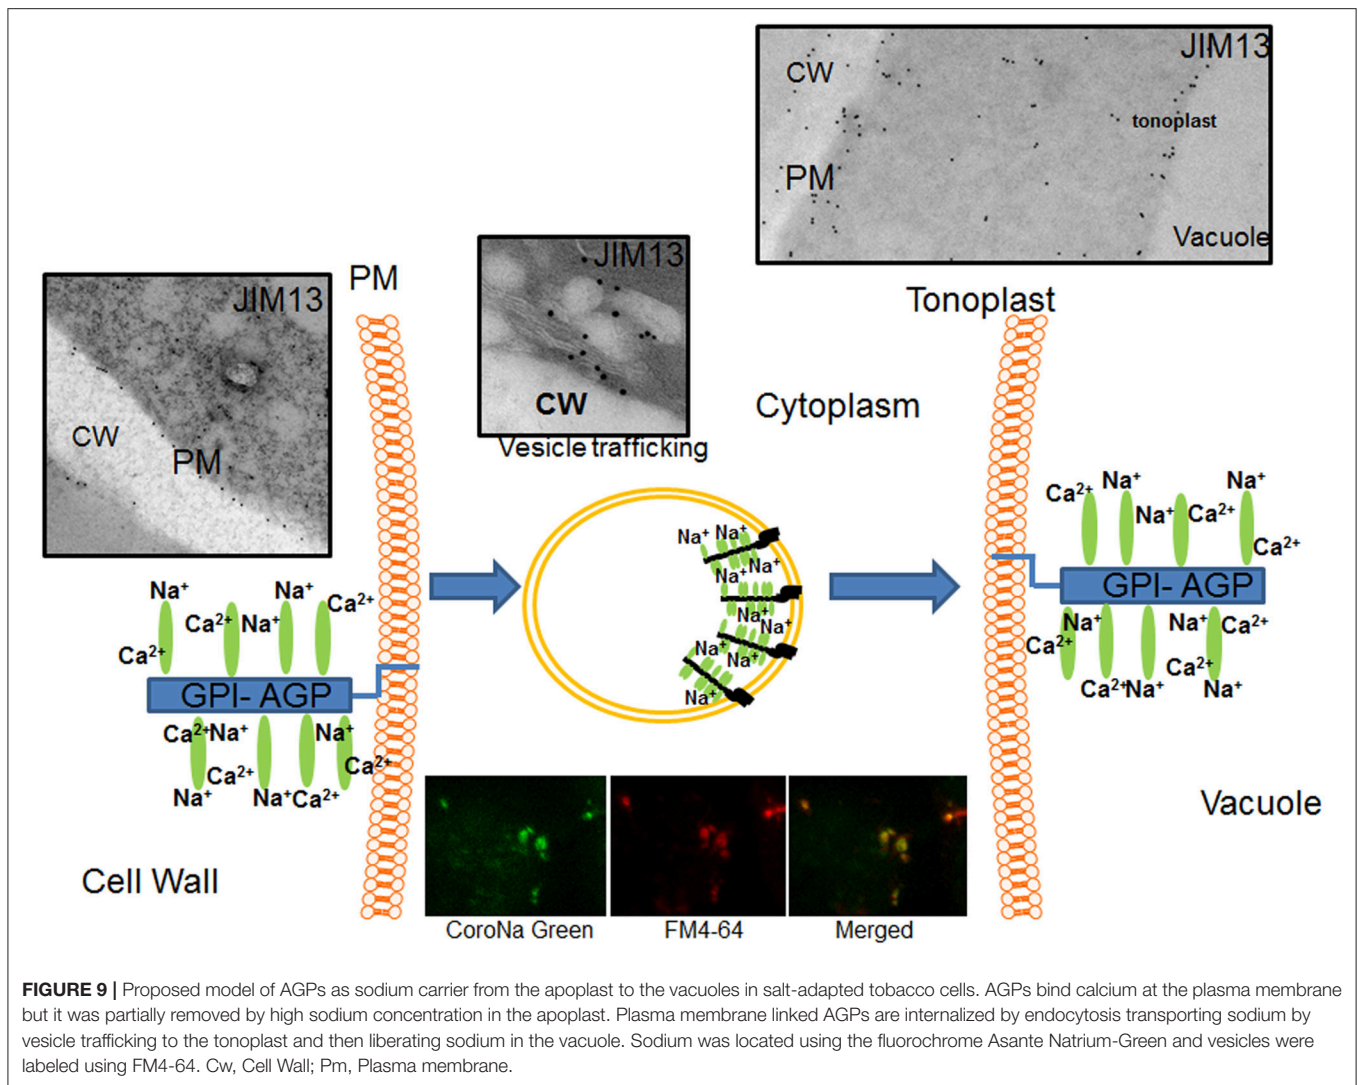 JIM13
CW
PM
tonoplast
Vacuole
JIM13
CW
Vesicle trafficking
JIM13
CW
PM
PM
Tonoplast
Cytoplasm
Na⁺
Na⁺
Ca²⁺
Ca²⁺
Na⁺
Ca²⁺
GPI- AGP
Ca²⁺
Na⁺
Na⁺
Ca²⁺
Ca²⁺
Na⁺
Na⁺
Ca²⁺
Na⁺
Na⁺
Na⁺
Na⁺
Na⁺
Na⁺
Na⁺
Na⁺
Na⁺
Ca²⁺
Na⁺
Na⁺
Na⁺
Ca²⁺
Ca²⁺
GPI- AGP
Na⁺
Na⁺
Ca²⁺
Ca²⁺
Ca²⁺
Ca²⁺
Na⁺
Na⁺
Cell Wall
Vacuole
CoroNa Green
FM4-64
Merged
FIGURE 9 | Proposed model of AGPs as sodium carrier from the apoplast to the vacuoles in salt-adapted tobacco cells. AGPs bind calcium at the plasma membrane
but it was partially removed by high sodium concentration in the apoplast. Plasma membrane linked AGPs are internalized by endocytosis transporting sodium by
vesicle trafficking to the tonoplast and then liberating sodium in the vacuole. Sodium was located using the fluorochrome Asante Natrium-Green and vesicles were
labeled using FM4-64. Cw, Cell Wall; Pm, Plasma membrane.